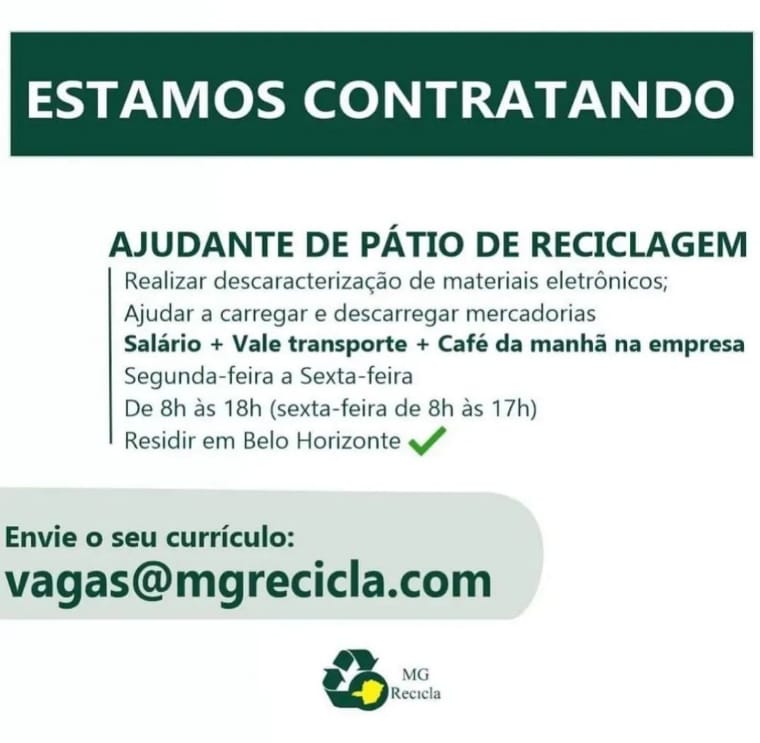 ESTAMOS CONTRATANDO
AJUDANTE DE PÁTIO DE RECICLAGEM
Realizar descaracterização de materiais eletrônicos;
Ajudar a carregar e descarregar mercadorias
Salário + Vale transporte + Café da manhã na empresa
Segunda-feira a Sexta-feira
De 8h às 18h (sexta-feira de 8h às 17h)
Residir em Belo Horizonte
Envie o seu currículo:
vagas@mgrecicla.com
MG
Recicla